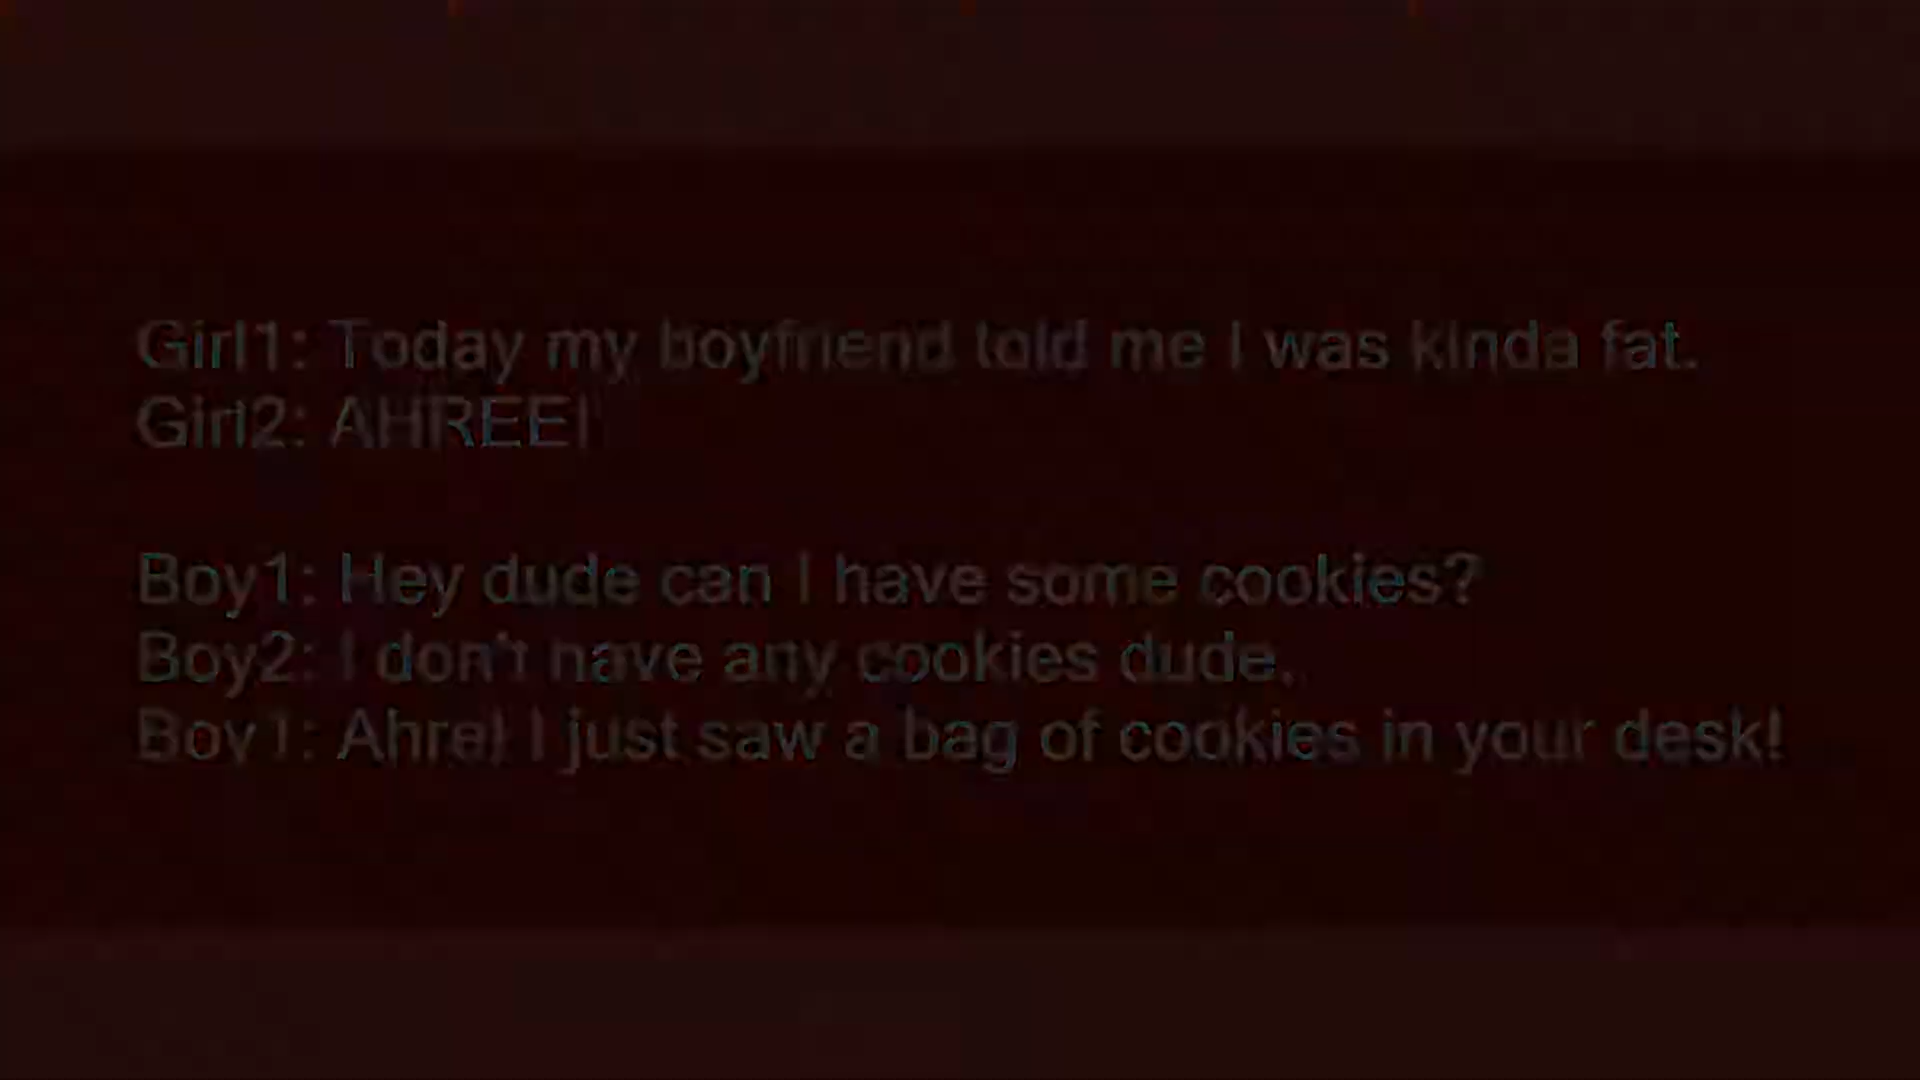 Girl1: Today my boyfriend told me I was kinda fat.
Girl2: AHREE!
Boy1: Hey dude can I have some cookies?
Boy2: I don't have any cookies dude.
Boy1: Ahre! I just saw a bag of cookies in your desk!